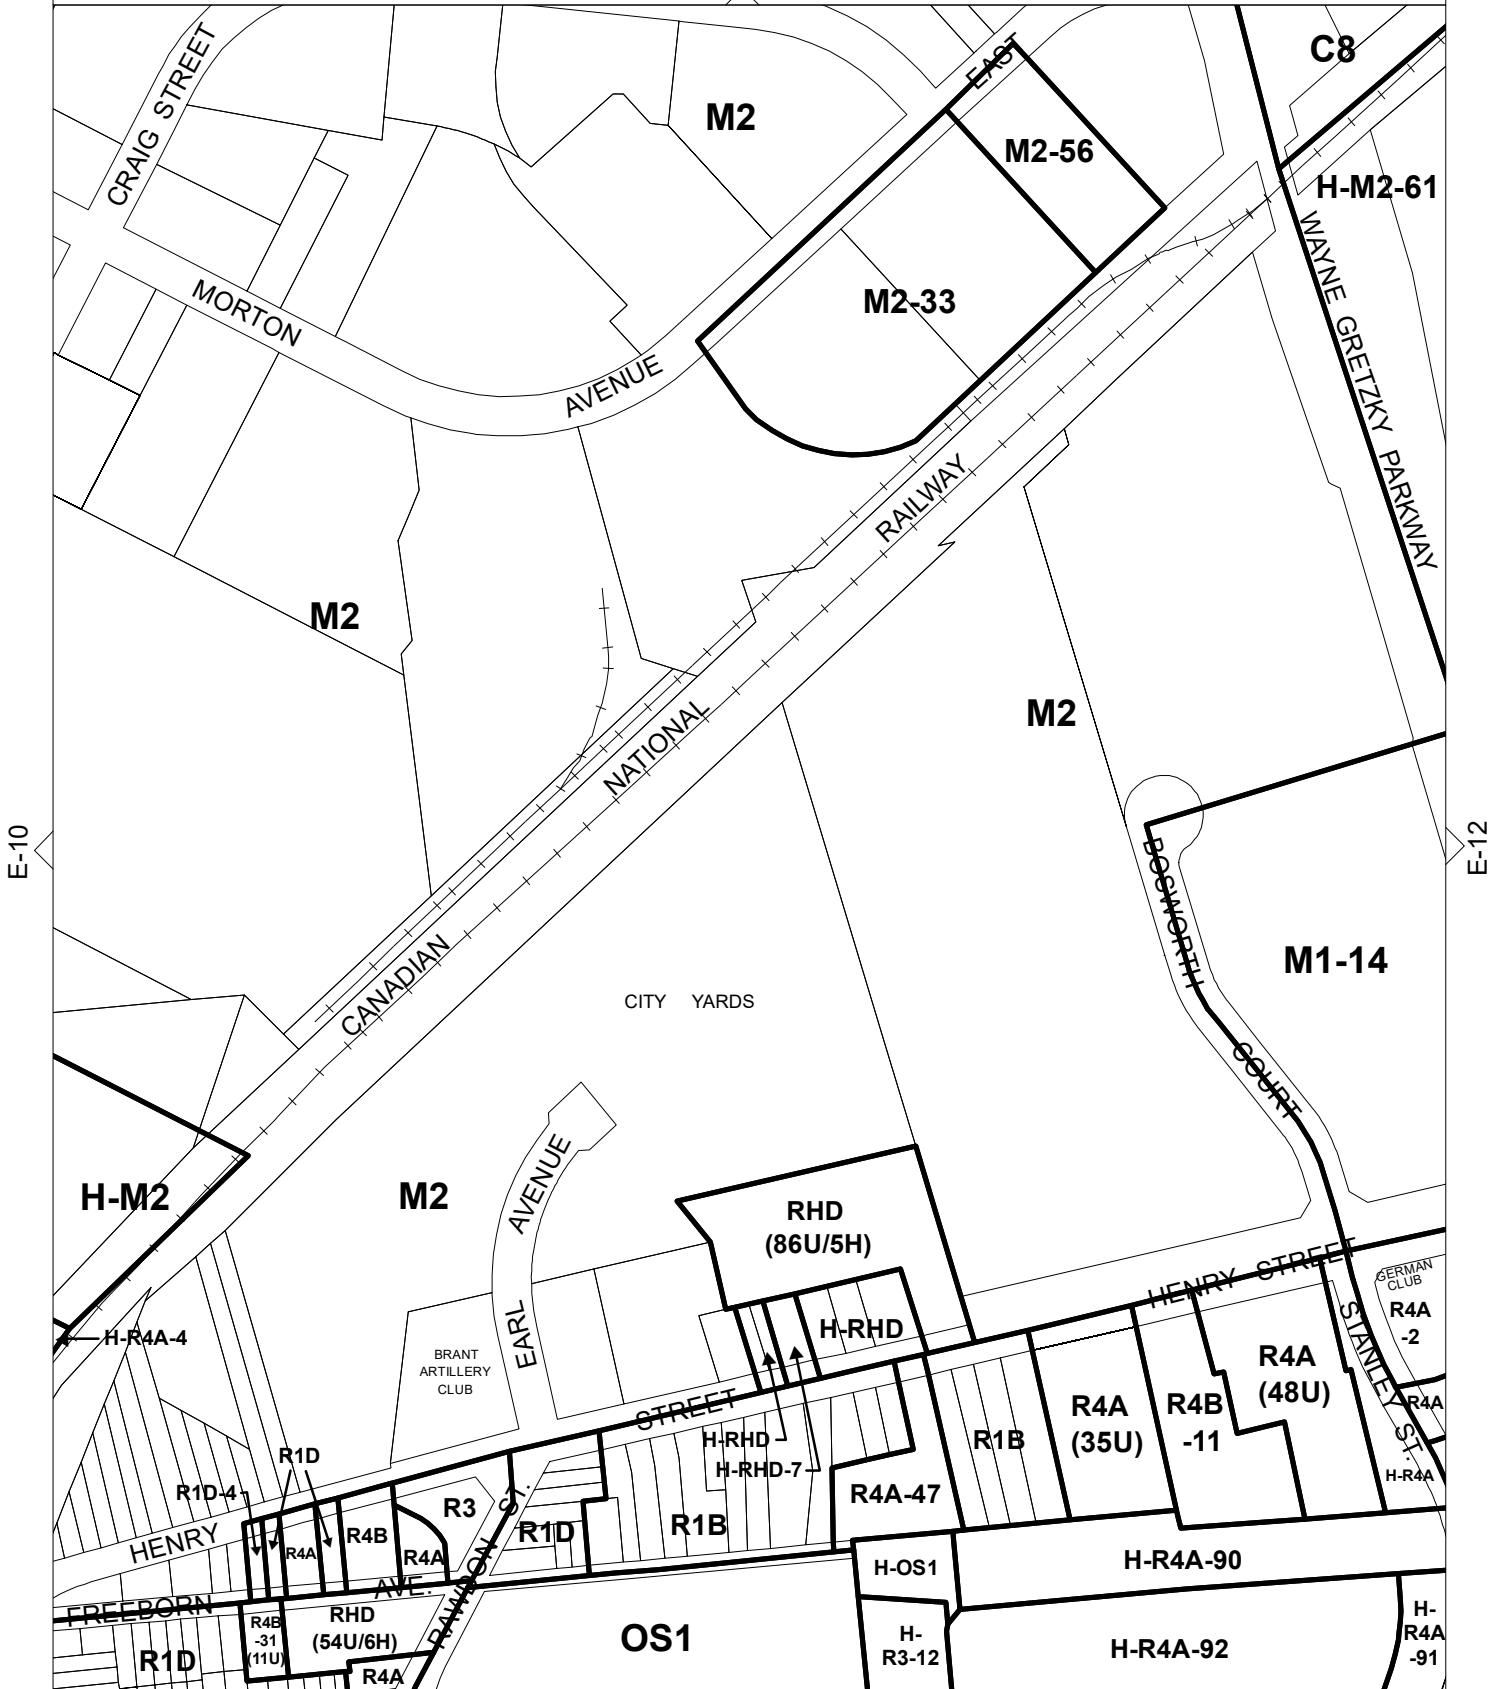 C8
CRAIG STREET
EAST
M2
M2-56
H-M2-61
WAYNE GRETZKY PARKWAY
MORTON
M2-33
AVENUE
RAILWAY
M2
NATIONAL
M2
E-10
E-12
BOSWORTH
CANADIAN
M1-14
CITY YARDS
COURT
AVENUE
H-M2
M2
RHD
(86U/5H)
HENRY STREET
GERMAN
CLUB
R4A
-2
H-R4A-4
EARL
H-RHD
STANLEY ST.
BRANT
ARTILLERY
CLUB
R4A
(48U)
STREET
R4A
(35U)
R4B
-11
R4A
H-RHD
R1B
R1D
H-RHD-7
H-R4A
R1D-4
R4A-47
R3
R1D
R1B
HENRY
R4A
R4B
R4A
RAWDON ST.
H-OS1
H-R4A-90
AVE.
FREEBORN
R4B
-31
(11U)
RHD
(54U/6H)
OS1
H-
R3-12
H-R4A-92
H-
R4A
-91
R1D
R4A